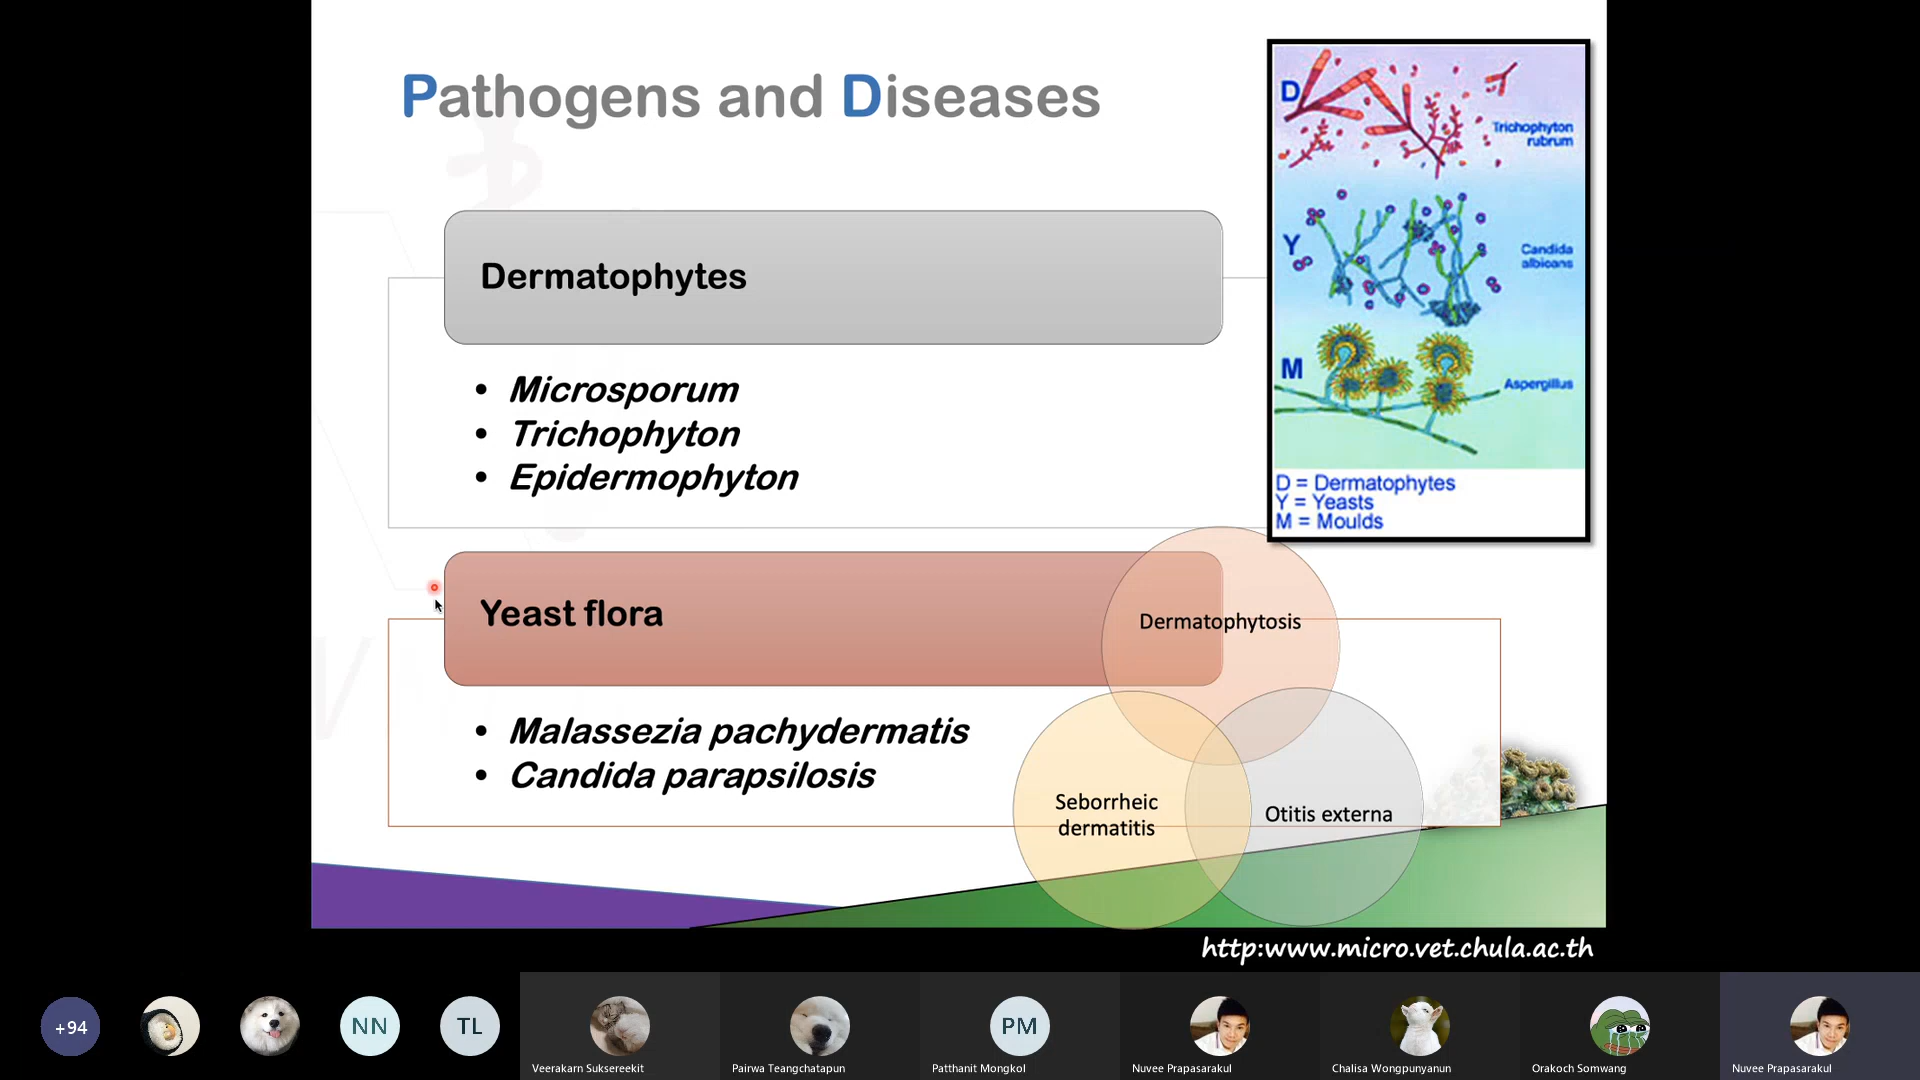 Pathogens and Diseases
Dermatophytes
• Microsporum
• Trichophyton
• Epidermophyton
Yeast flora
• Malassezia pachydermatis
• Candida parapsilosis
D
Trichophyton
rubrum
Y
Candida
albicans
M
Aspergillus
D = Dermatophytes
Y = Yeasts
M = Moulds
Dermatophytosis
Seborrheic
dermatitis
Otitis externa
http:www.micro.vet.chula.ac.th
+94
NN
TL
PM
Veerakarn Suksereekit
Pairwa Teangchatapun
Patthanit Mongkol
Nuvee Prapasarakul
Chalisa Wongpunyanun
Orakoch Somwang
Nuvee Prapasarakul